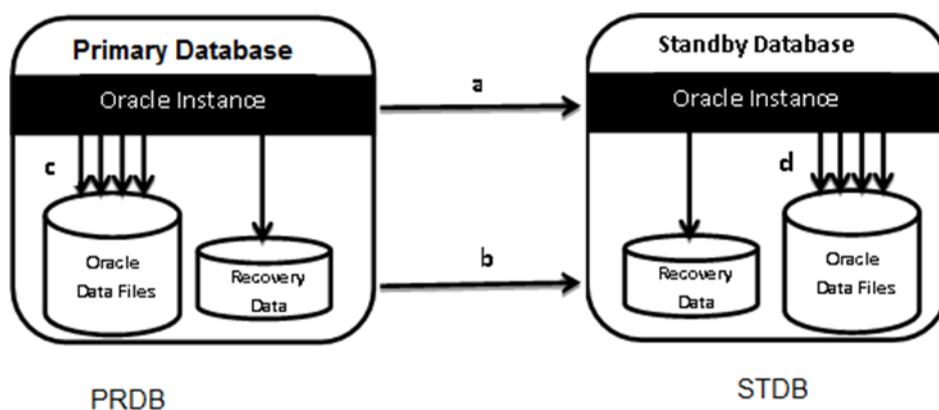 Primary Database
Oracle Instance
c
Oracle
Data Files
Recovery
Data
PRDB
a
b
Standby Database
Oracle Instance
d
Recovery
Data
Oracle
Data Files
STDB